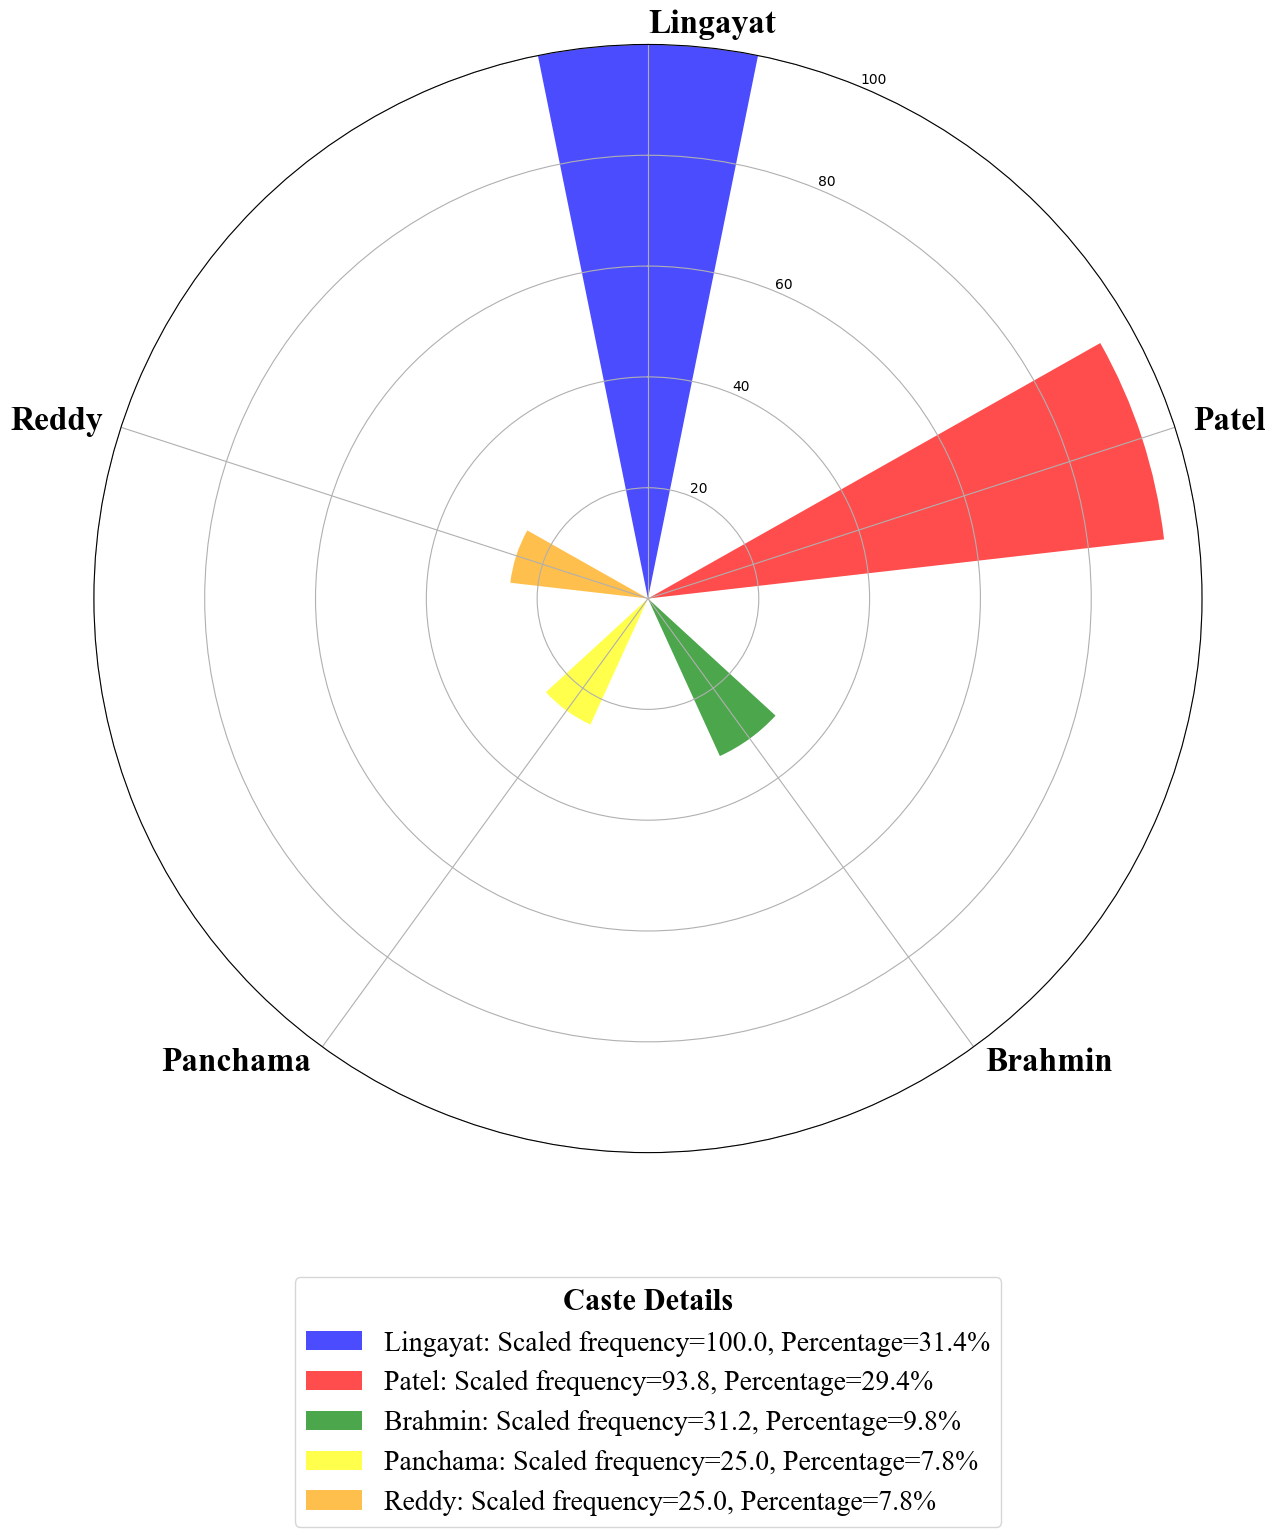 Lingayat
100
80
60
40
20
Reddy
Patel
Panchama
Brahmin
Caste Details
Lingayat: Scaled frequency=100.0, Percentage=31.4%
Patel: Scaled frequency=93.8, Percentage=29.4%
Brahmin: Scaled frequency=31.2, Percentage=9.8%
Panchama: Scaled frequency=25.0, Percentage=7.8%
Reddy: Scaled frequency=25.0, Percentage=7.8%